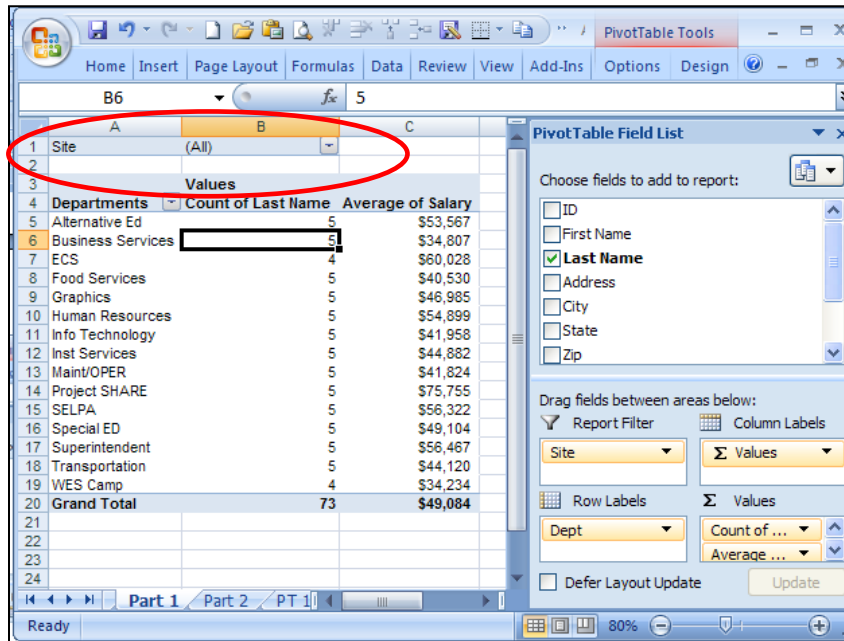 PivotTable Tools
Home Insert Page Layout Formulas Data Review View Add-Ins Options Design
B6 fx 5
A B C
1 Site (All)
2
3 Values
4 Departments Count of Last Name Average of Salary
5 Alternative Ed 5 $53,567
6 Business Services 5 $34,807
7 ECS 4 $60,028
8 Food Services 5 $40,530
9 Graphics 5 $46,985
10 Human Resources 5 $54,899
11 Info Technology 5 $41,958
12 Inst Services 5 $44,882
13 Maint/OPER 5 $41,824
14 Project SHARE 5 $75,755
15 SELPA 5 $56,322
16 Special ED 5 $49,104
17 Superintendent 5 $56,467
18 Transportation 5 $44,120
19 WES Camp 4 $34,234
20 Grand Total 73 $49,084
21
22
23
24
Part 1 Part 2 PT 1
Ready 80%
PivotTable Field List
Choose fields to add to report:
ID
First Name
Last Name
Address
City
State
Zip
Drag fields between areas below:
Report Filter Column Labels
Site Σ Values
Row Labels Σ Values
Dept Count of ...
Average ...
Defer Layout Update Update